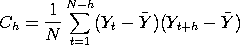 $C_h = \frac{1}{N} \sum_{t=1}^{N-h} (Y_t - \bar{Y})(Y_{t+h} - \bar{Y})$